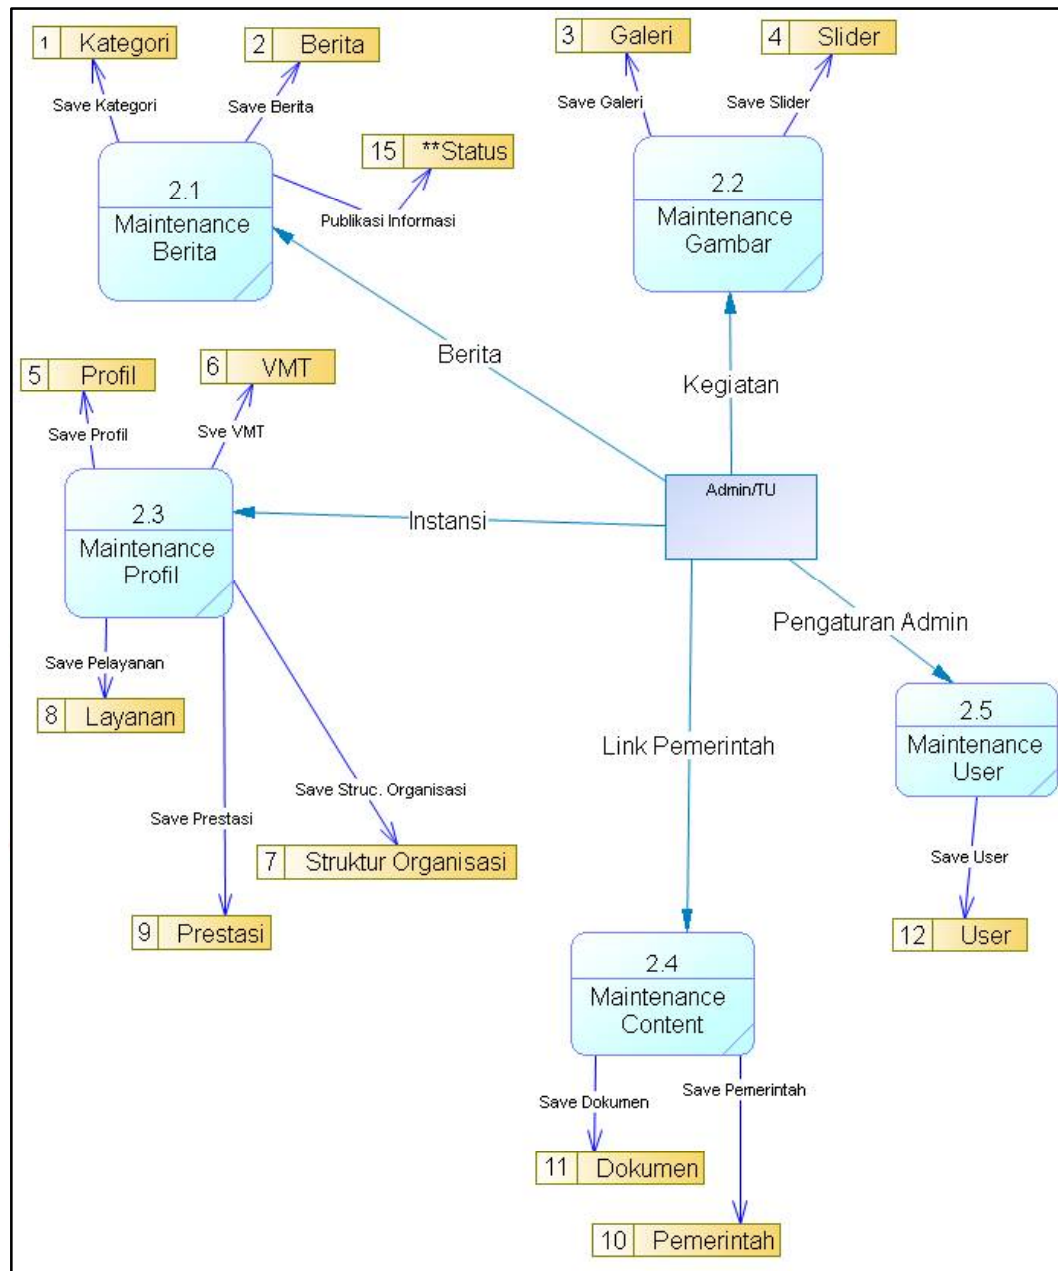 1 Kategori
2 Berita
3 Galeri
4 Slider
Save Kategori
Save Berita
Save Galeri
Save Slider
15 **Status
2.1
Maintenance
Berita
Publikasi Informasi
2.2
Maintenance
Gambar
Berita
Kegiatan
5 Profil
6 VMT
Save Profil
Sve VMT
2.3
Maintenance
Profil
Instansi
Admin/TU
Pengaturan Admin
Save Pelayanan
8 Layanan
Link Pemerintah
2.5
Maintenance
User
Save Struc. Organisasi
Save Prestasi
7 Struktur Organisasi
Save User
9 Prestasi
12 User
2.4
Maintenance
Content
Save Dokumen
Save Pemerintah
11 Dokumen
10 Pemerintah